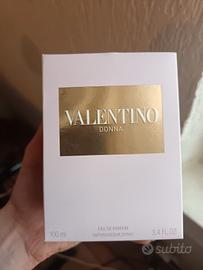 VALENTINO
DONNA
EAU DE PARFUM
100 ml 3.4 FL.OZ
subito